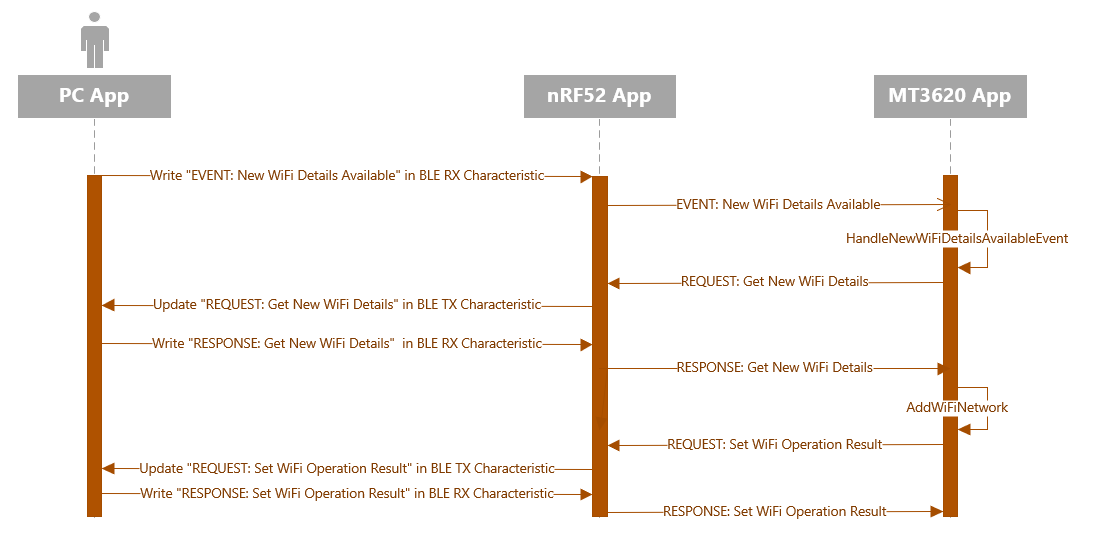 PC App
nRF52 App
MT3620 App
Write "EVENT: New WiFi Details Available" in BLE RX Characteristic
EVENT: New WiFi Details Available
HandleNewWiFiDetailsAvailableEvent
REQUEST: Get New WiFi Details
Update "REQUEST: Get New WiFi Details" in BLE TX Characteristic
Write "RESPONSE: Get New WiFi Details"  in BLE RX Characteristic
RESPONSE: Get New WiFi Details
AddWiFiNetwork
REQUEST: Set WiFi Operation Result
Update "REQUEST: Set WiFi Operation Result" in BLE TX Characteristic
Write "RESPONSE: Set WiFi Operation Result" in BLE RX Characteristic
RESPONSE: Set WiFi Operation Result